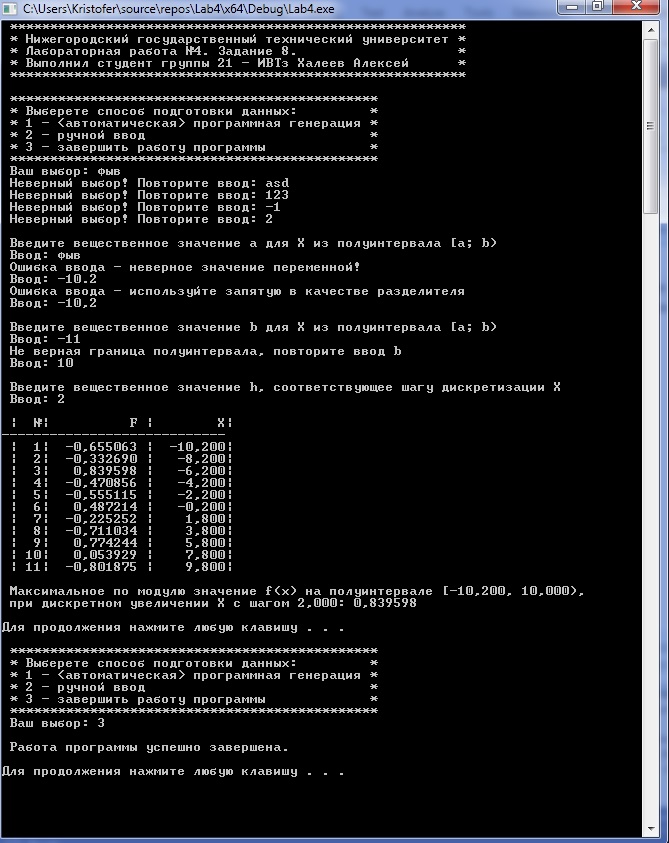 C:\Users\Kristofer\source\repos\Lab4\x64\Debug\Lab4.exe
*********************************************************
* Нижегородский государственный технический университет *
* Лабораторная работа №4. Задание 8. *
* Выполнил студент группы 21 - ИВТз Халеев Алексей *
*********************************************************
**********************************************
* Выберете способ подготовки данных: *
* 1 - <автоматическая> программная генерация *
* 2 - ручной ввод *
* 3 - завершить работу программы *
**********************************************
Ваш выбор: фыв
Неверный выбор! Повторите ввод: asd
Неверный выбор! Повторите ввод: 123
Неверный выбор! Повторите ввод: -1
Неверный выбор! Повторите ввод: 2
Введите вещественное значение a для X из полуинтервала [a; b)
Ввод: фыв
Ошибка ввода - неверное значение переменной!
Ввод: -10.2
Ошибка ввода - используйте запятую в качестве разделителя
Ввод: -10,2
Введите вещественное значение b для X из полуинтервала [a; b)
Ввод: -11
Не верная граница полуинтервала, повторите ввод b
Ввод: 10
Введите вещественное значение h, соответствующее шагу дискретизации X
Ввод: 2
| №| F | X|
----------------------------
| 1| -0,655063 | -10,200|
| 2| -0,332690 | -8,200|
| 3| 0,839598 | -6,200|
| 4| -0,470856 | -4,200|
| 5| -0,555115 | -2,200|
| 6| 0,487214 | -0,200|
| 7| -0,225252 | 1,800|
| 8| -0,711034 | 3,800|
| 9| 0,774244 | 5,800|
| 10| 0,053929 | 7,800|
| 11| -0,801875 | 9,800|
Максимальное по модулю значение f(x) на полуинтервале [-10,200, 10,000),
при дискретном увеличении X с шагом 2,000: 0,839598
Для продолжения нажмите любую клавишу . . .
**********************************************
* Выберете способ подготовки данных: *
* 1 - <автоматическая> программная генерация *
* 2 - ручной ввод *
* 3 - завершить работу программы *
**********************************************
Ваш выбор: 3
Работа программы успешно завершена.
Для продолжения нажмите любую клавишу . . .